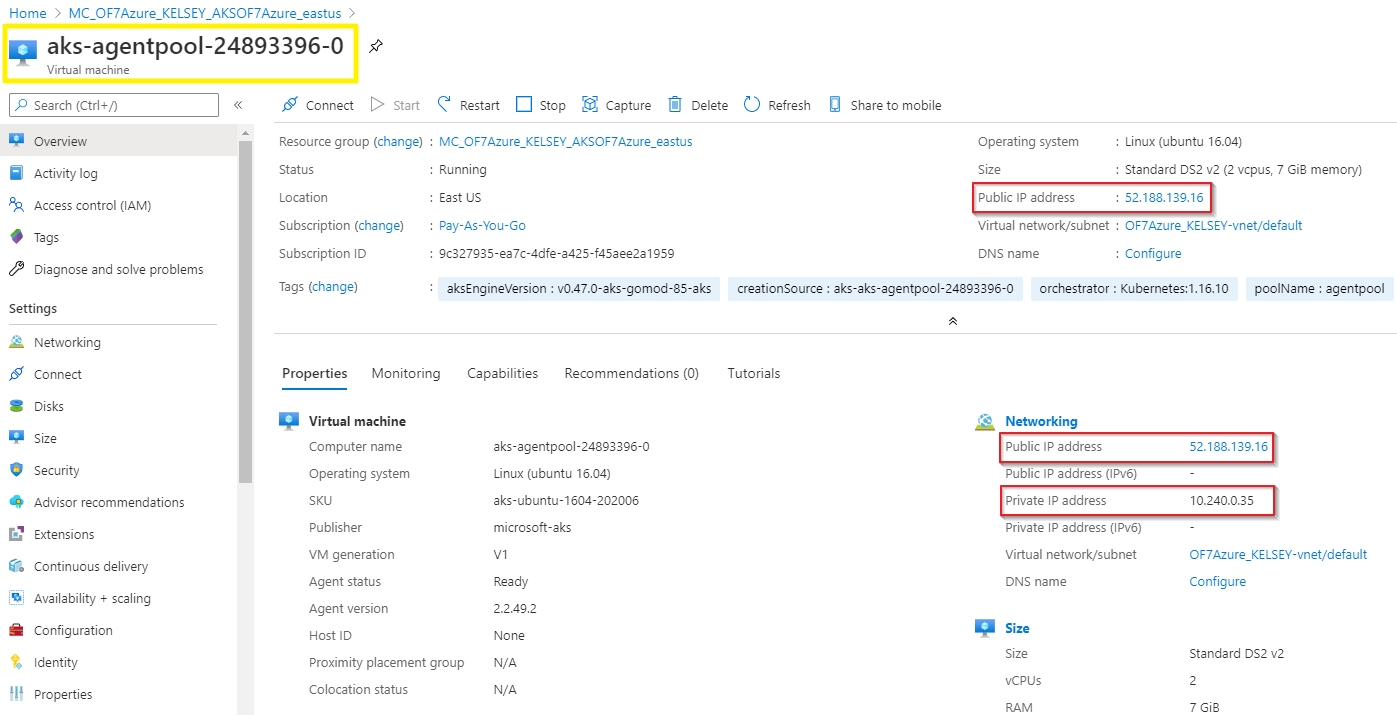 Home > MC_OF7Azure_KELSEY_AKSOF7Azure_eastus >
aks-agentpool-24893396-0
Virtual machine
Search (Ctrl+/)
«
Connect Start Restart Stop Capture Delete Refresh Share to mobile
Overview
Activity log
Access control (IAM)
Tags
Diagnose and solve problems
Settings
Networking
Connect
Disks
Size
Security
Advisor recommendations
Extensions
Continuous delivery
Availability + scaling
Configuration
Identity
Properties
Resource group (change) : MC_OF7Azure_KELSEY_AKSOF7Azure_eastus
Status : Running
Location : East US
Subscription (change) : Pay-As-You-Go
Subscription ID : 9c327935-ea7c-4dfe-a425-f45aee2a1959
Operating system : Linux (ubuntu 16.04)
Size : Standard DS2 v2 (2 vcpus, 7 GiB memory)
Public IP address : 52.188.139.16
Virtual network/subnet : OF7Azure_KELSEY-vnet/default
DNS name : Configure
Tags (change) : aksEngineVersion : v0.47.0-aks-gomod-85-aks creationSource : aks-aks-agentpool-24893396-0 orchestrator : Kubernetes:1.16.10 poolName : agentpool
Properties Monitoring Capabilities Recommendations (0) Tutorials
Virtual machine
Computer name aks-agentpool-24893396-0
Operating system Linux (ubuntu 16.04)
SKU aks-ubuntu-1604-202006
Publisher microsoft-aks
VM generation V1
Agent status Ready
Agent version 2.2.49.2
Host ID None
Proximity placement group N/A
Colocation status N/A
Networking
Public IP address 52.188.139.16
Public IP address (IPv6) -
Private IP address 10.240.0.35
Private IP address (IPv6) -
Virtual network/subnet OF7Azure_KELSEY-vnet/default
DNS name Configure
Size
Size Standard DS2 v2
vCPUs 2
RAM 7 GiB